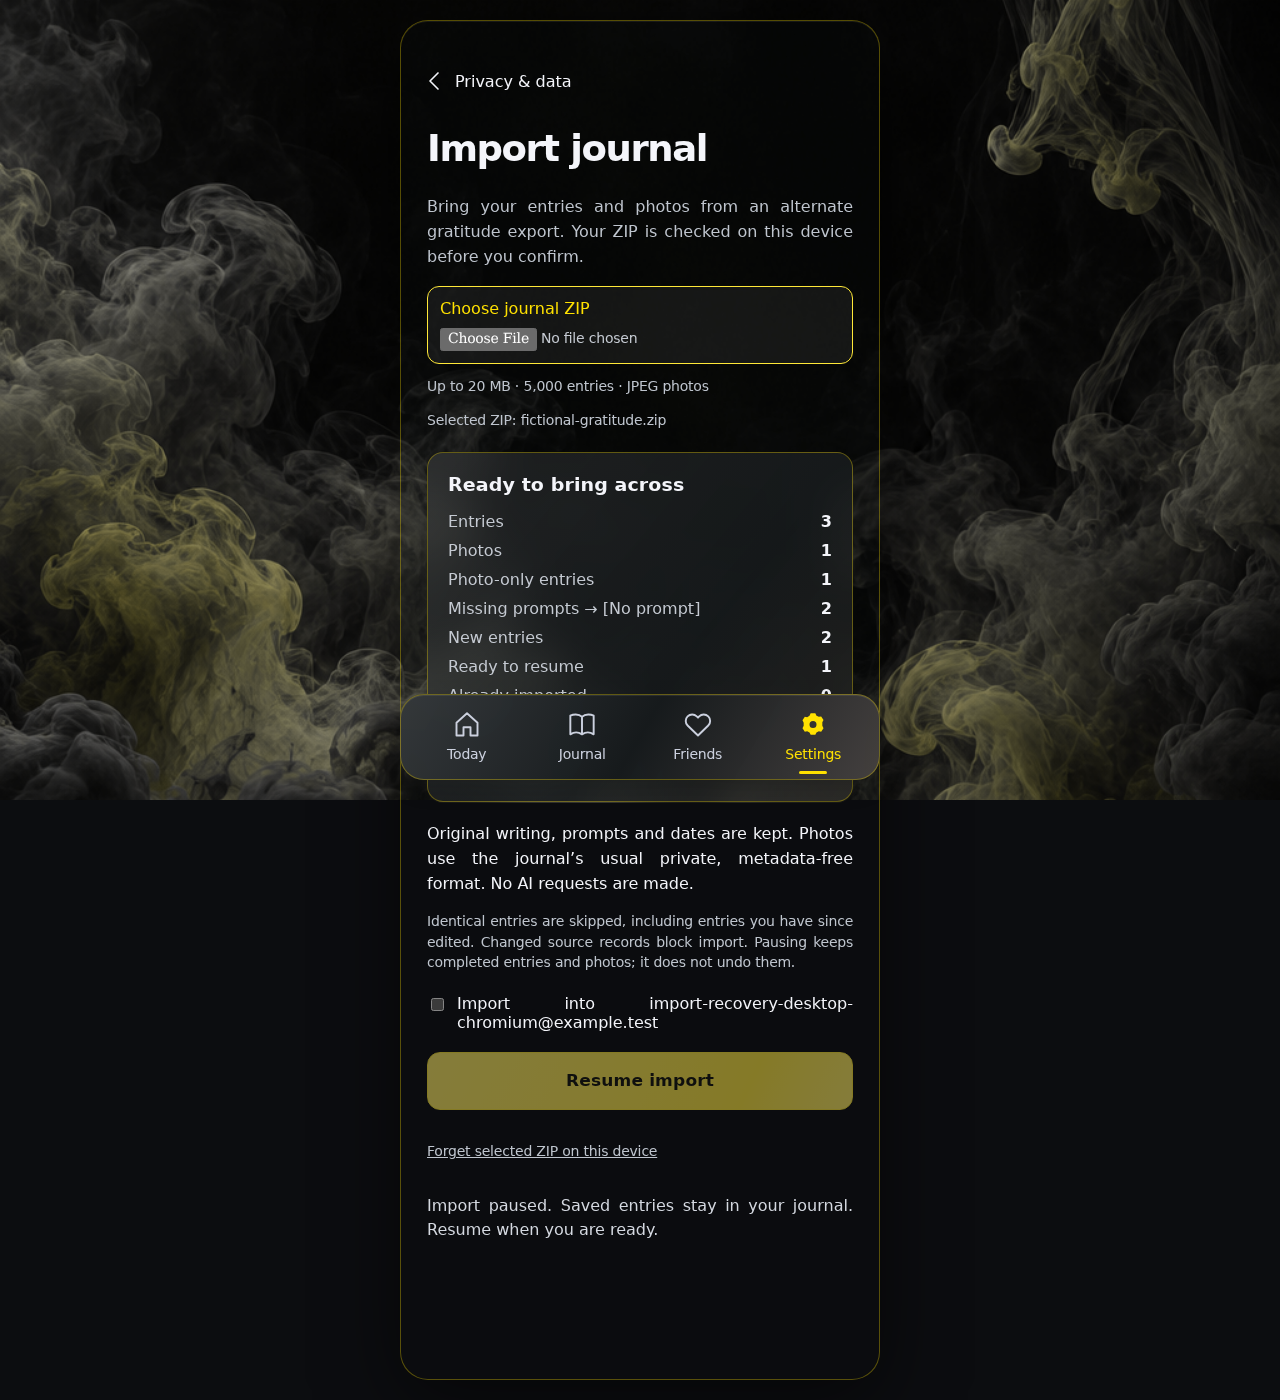 Privacy & data
Import journal
Bring your entries and photos from an alternate
gratitude export. Your ZIP is checked on this device
before you confirm.
Choose journal ZIP
Choose File No file chosen
Up to 20 MB · 5,000 entries · JPEG photos
Selected ZIP: fictional-gratitude.zip
Ready to bring across
Entries 3
Photos 1
Photo-only entries 1
Missing prompts → [No prompt] 2
New entries 2
Ready to resume 1
Already imported 0
Today Journal Friends Settings
Original writing, prompts and dates are kept. Photos
use the journal’s usual private, metadata-free
format. No AI requests are made.
Identical entries are skipped, including entries you have since
edited. Changed source records block import. Pausing keeps
completed entries and photos; it does not undo them.
Import into import-recovery-desktop-
chromium@example.test
Resume import
Forget selected ZIP on this device
Import paused. Saved entries stay in your journal.
Resume when you are ready.